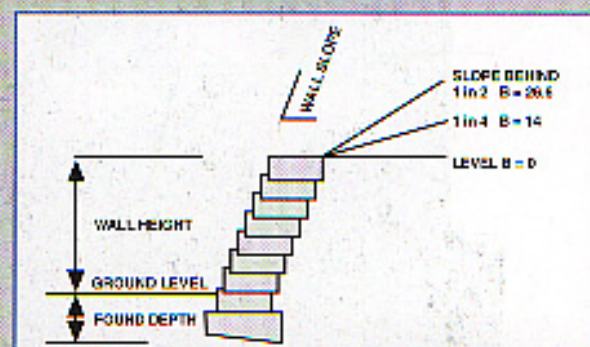 WALL SLOPE
SLOPE BEHIND
1 in 2 B = 26.6
1 in 4 B = 14
LEVEL B = 0
WALL HEIGHT
GROUND LEVEL
FOUND DEPTH